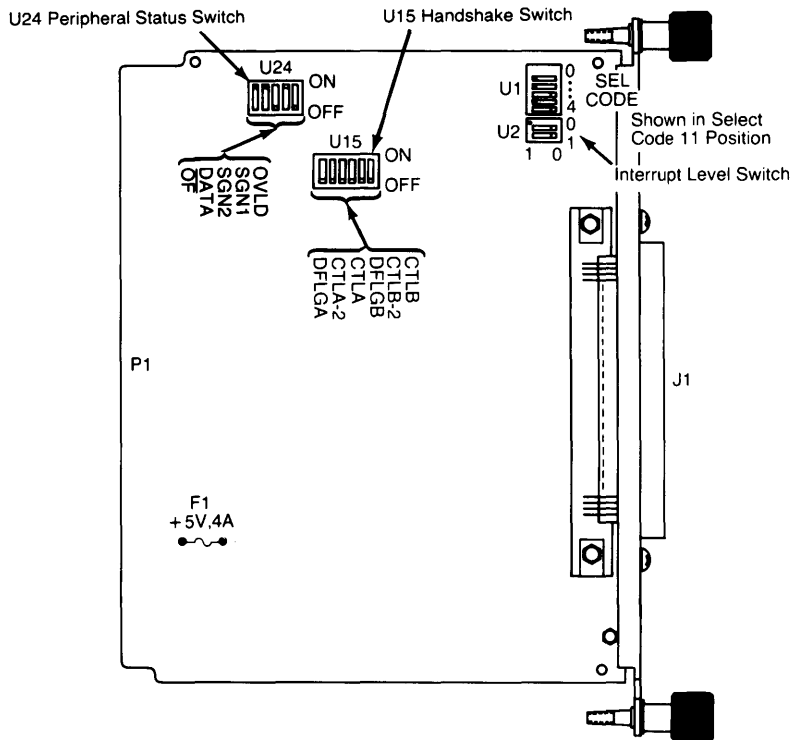 U24 Peripheral Status Switch
U15 Handshake Switch
U24
ON
OFF
U15
ON
OFF
OVLD
SGN1
SGN2
DATA
OF
CTLB
CTLB-2
DFLGB
CTLA
CTLA-2
DFLGA
U1
0
4
SEL
CODE
U2
0
1
1 0
Shown in Select
Code 11 Position
Interrupt Level Switch
P1
J1
F1
+5V,4A